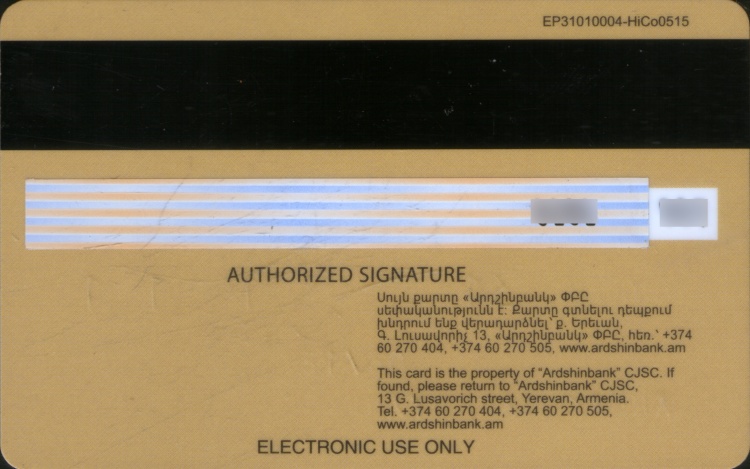 EP31010004-HiCo0515
AUTHORIZED SIGNATURE
Սույն քարտը «Արդշինբանկ» ՓԲԸ
սեփականությունն է: Քարտը գտնելու դեպքում
խնդրում ենք վերադարձնել՝ ք. Երևան,
Գ. Լուսավորիչ 13, «Արդշինբանկ» ՓԲԸ, հեռ.՝ +374
60 270 404, +374 60 270 505, www.ardshinbank.am
This card is the property of "Ardshinbank" CJSC. If
found, please return to "Ardshinbank" CJSC,
13 G. Lusavorich street, Yerevan, Armenia.
Tel. +374 60 270 404, +374 60 270 505,
www.ardshinbank.am
ELECTRONIC USE ONLY